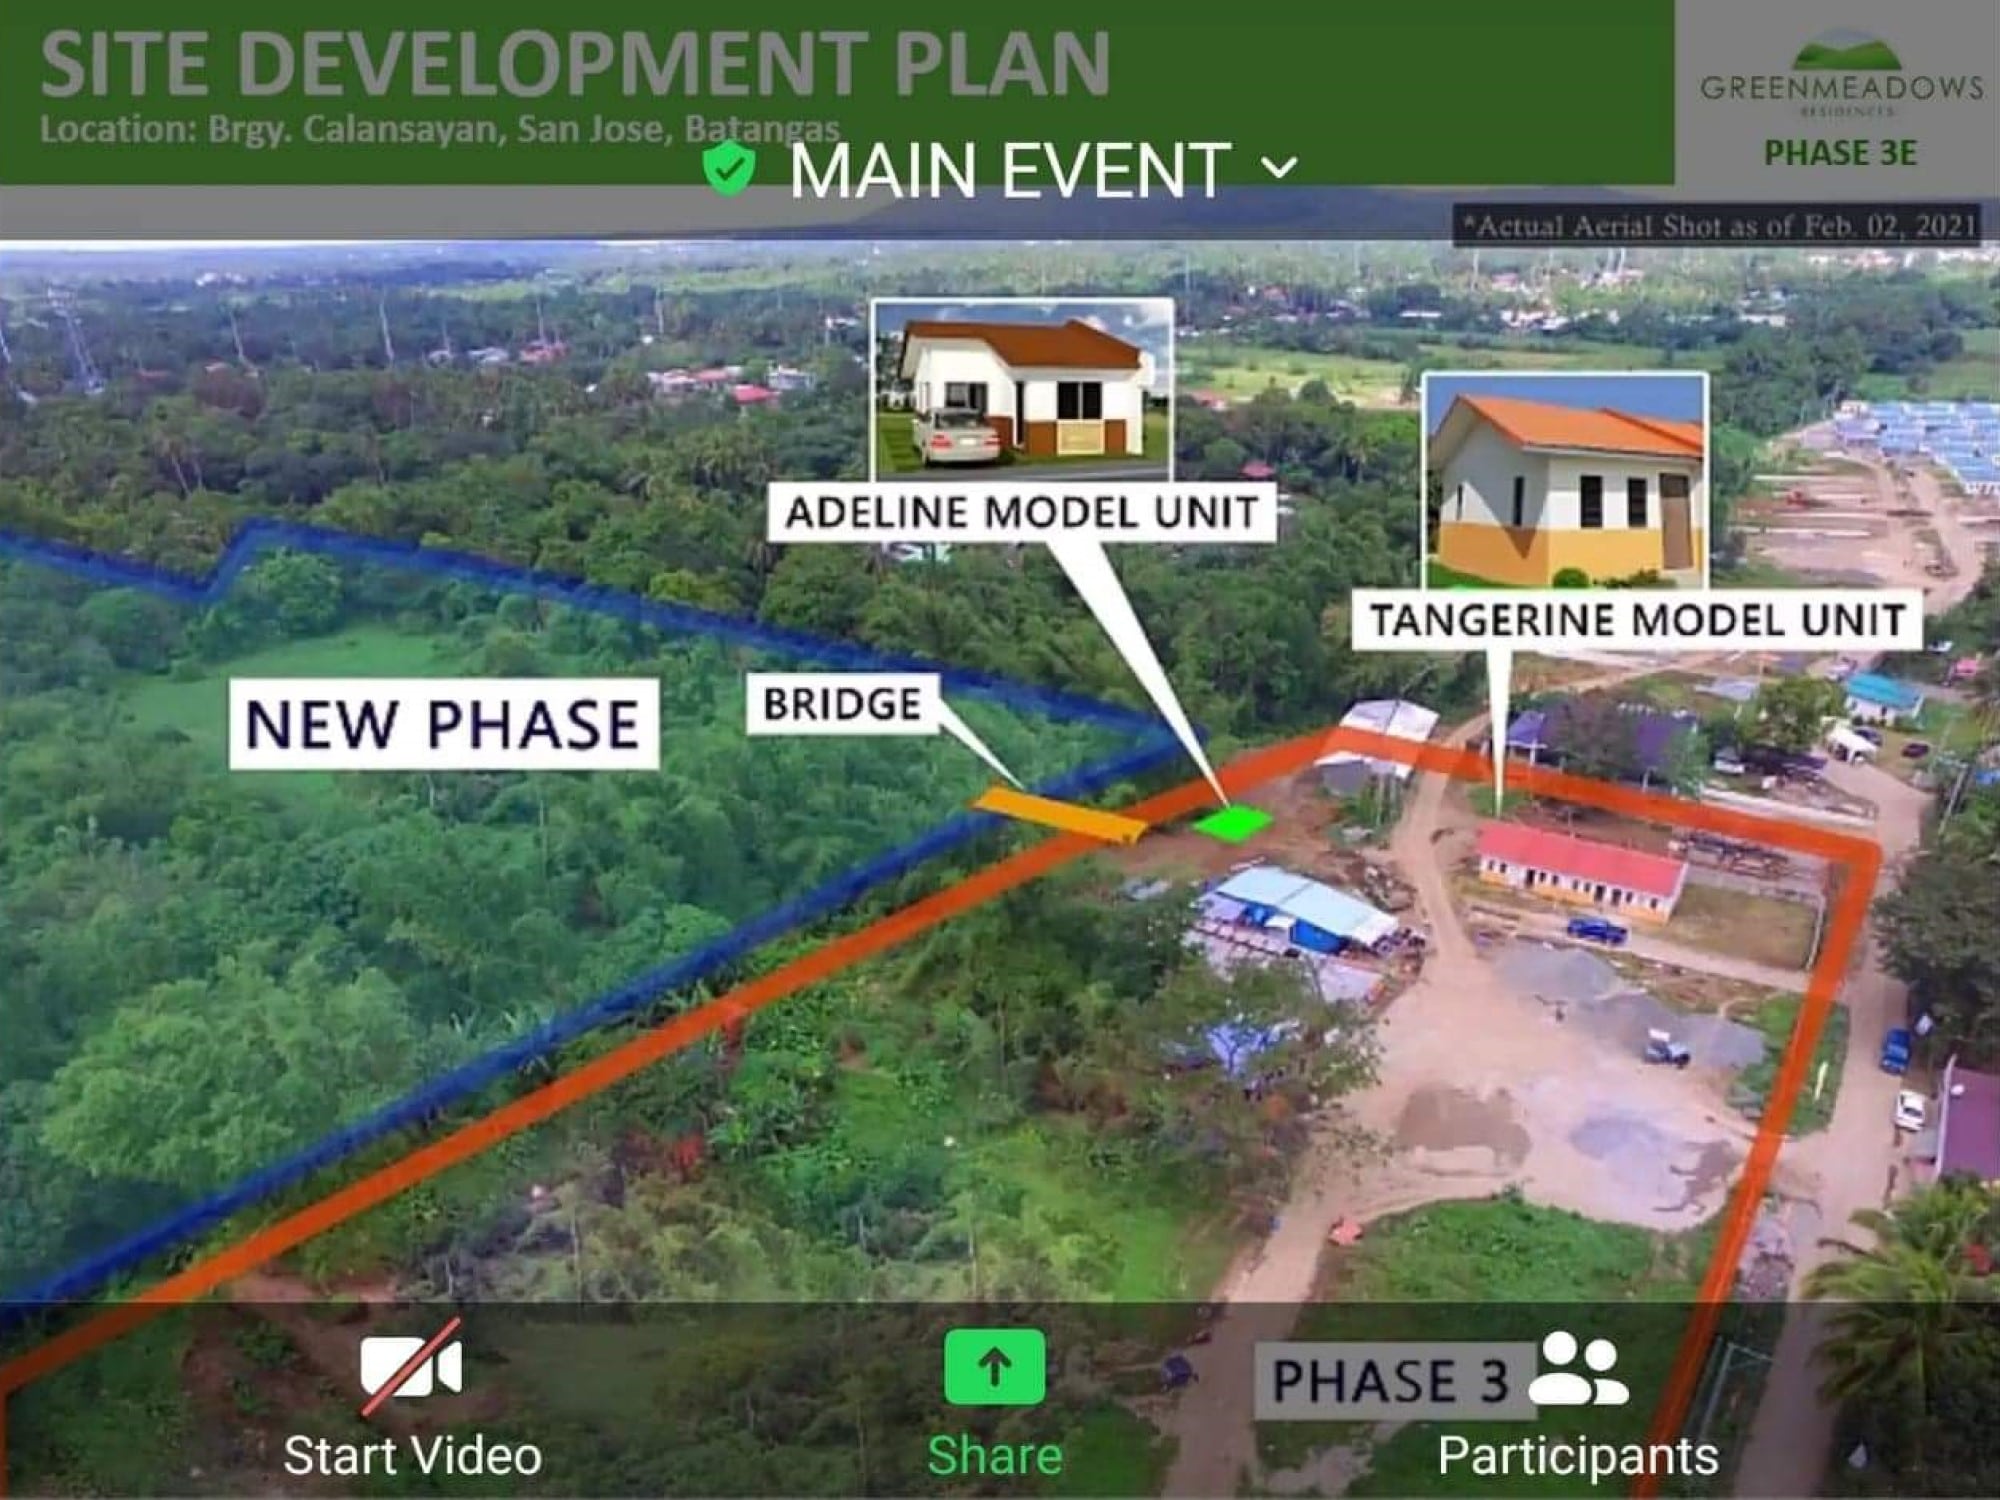 SITE DEVELOPMENT PLAN
Location: Brgy. Calansayan, San Jose, Batangas
GREENMEADOWS
RESIDENCES
PHASE 3E
MAIN EVENT
*Actual Aerial Shot as of Feb. 02, 2021
ADELINE MODEL UNIT
TANGERINE MODEL UNIT
BRIDGE
NEW PHASE
PHASE 3
Start Video
Share
Participants